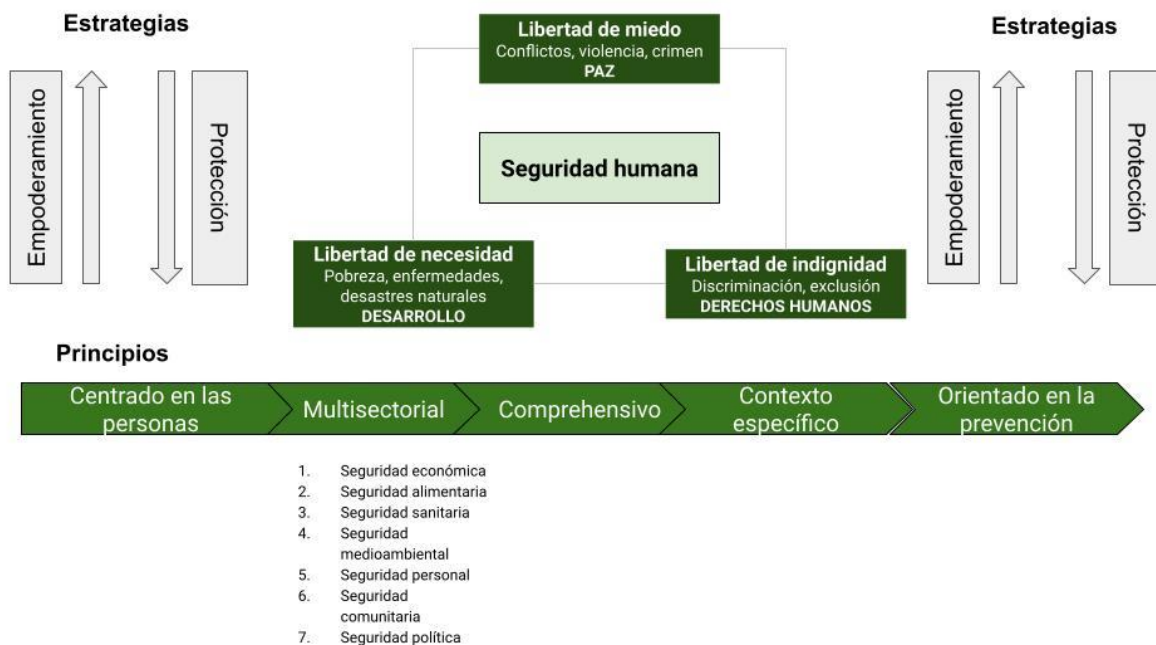 Estrategias
Empoderamiento
Protección
Libertad de miedo
Conflictos, violencia, crimen
PAZ
Seguridad humana
Libertad de necesidad
Pobreza, enfermedades,
desastres naturales
DESARROLLO
Libertad de indignidad
Discriminación, exclusión
DERECHOS HUMANOS
Estrategias
Empoderamiento
Protección
Principios
Centrado en las
personas
Multisectorial
Comprehensivo
Contexto
específico
Orientado en la
prevención
1. Seguridad económica
2. Seguridad alimentaria
3. Seguridad sanitaria
4. Seguridad
medioambiental
5. Seguridad personal
6. Seguridad
comunitaria
7. Seguridad política